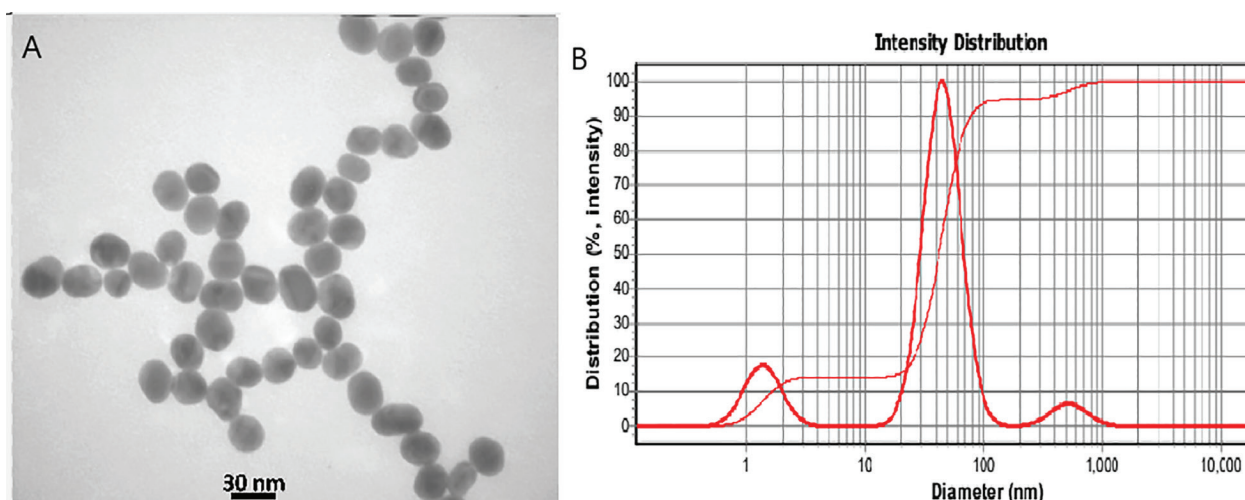 A
30 nm
B
Intensity Distribution
Distribution (%, intensity)
100
90
80
70
60
50
40
30
20
10
0
1 10 100 1,000 10,000
Diameter (nm)